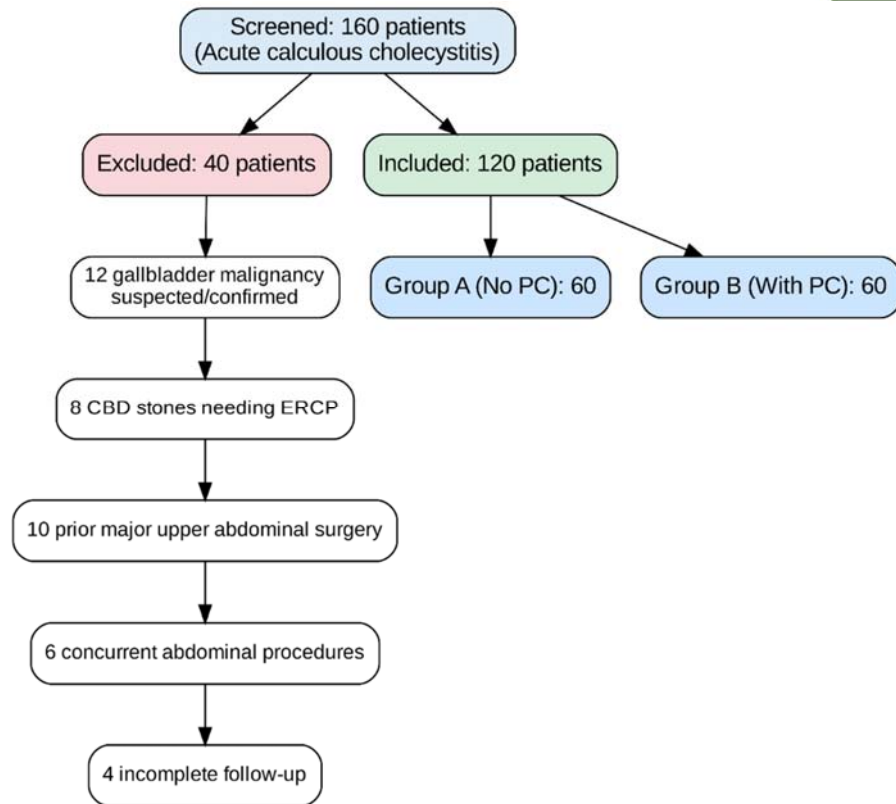 Screened: 160 patients
(Acute calculous cholecystitis)
Excluded: 40 patients
Included: 120 patients
12 gallbladder malignancy
suspected/confirmed
Group A (No PC): 60
Group B (With PC): 60
8 CBD stones needing ERCP
10 prior major upper abdominal surgery
6 concurrent abdominal procedures
4 incomplete follow-up